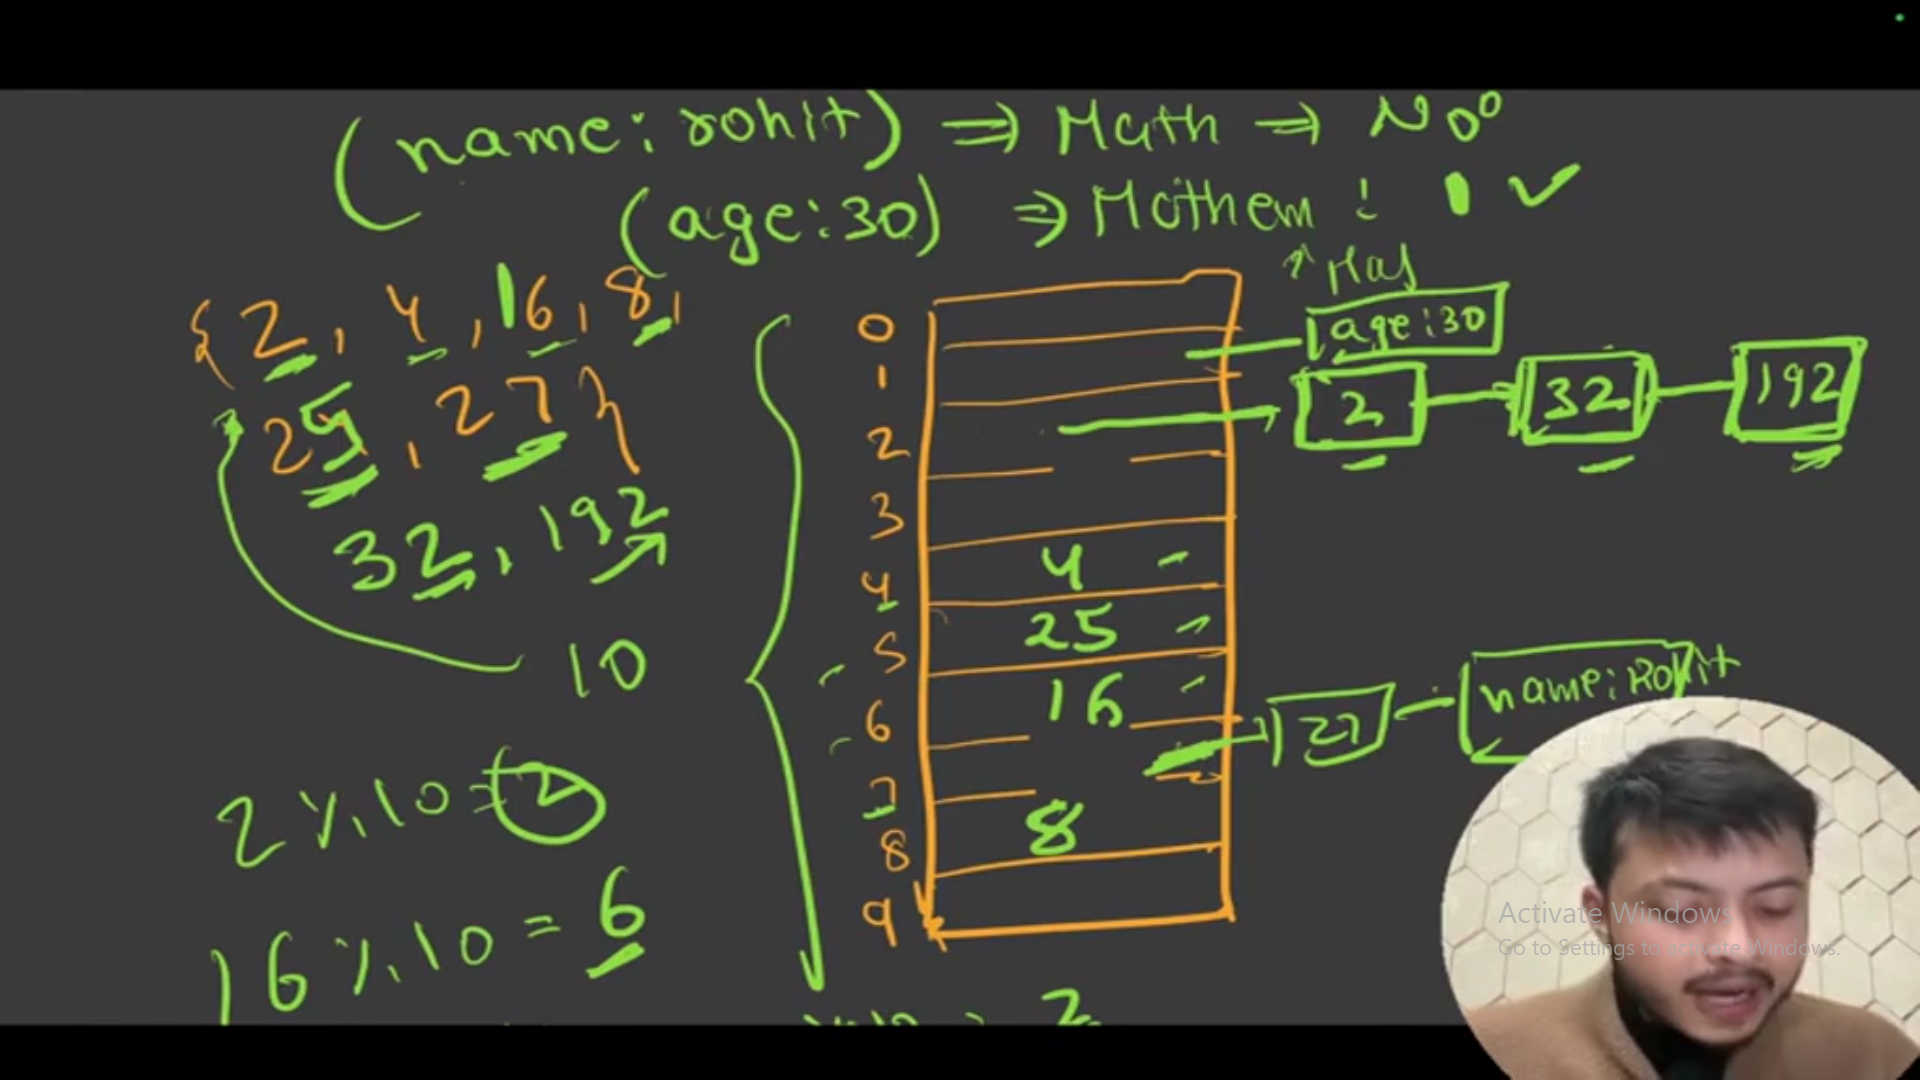 (name: rohit) ⇒ Math ⇒ No
(age:30) ⇒ Mathem : 1 ✓
{2, 4, 16, 8,
25, 27}
32, 192
10
2 % 10 = 2
16 % 10 = 6
0
1
2
3
4 4
5 25
6 16
7
8 8
9
age:30
2 32 192
27 name: Rohit
2
Activate Windows
Go to Settings to activate Windows.